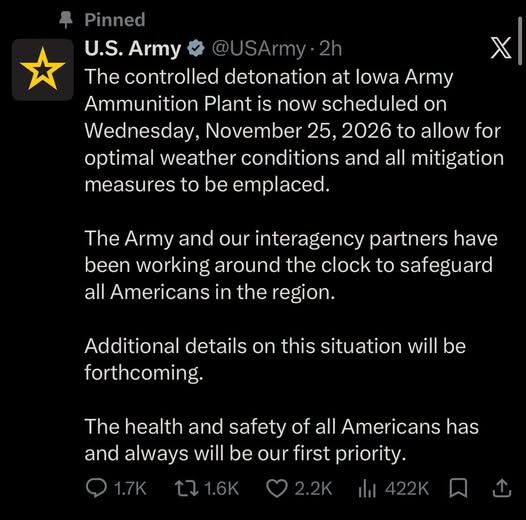 Pinned
U.S. Army @USArmy · 2h
The controlled detonation at Iowa Army
Ammunition Plant is now scheduled on
Wednesday, November 25, 2026 to allow for
optimal weather conditions and all mitigation
measures to be emplaced.
The Army and our interagency partners have
been working around the clock to safeguard
all Americans in the region.
Additional details on this situation will be
forthcoming.
The health and safety of all Americans has
and always will be our first priority.
1.7K 1.6K 2.2K 422K